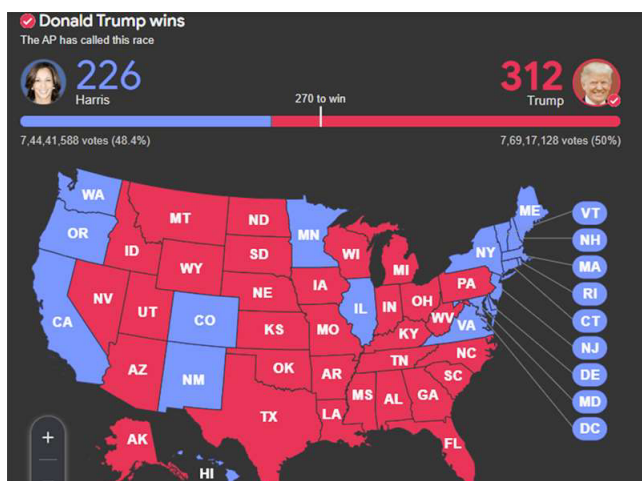 Donald Trump wins
The AP has called this race
226
312
Harris
270 to win
Trump
7,44,41,588 votes (48.4%)
7,69,17,128 votes (50%)
WA
MT
ND
MN
ME
VT
OR
ID
SD
WI
NY
NH
WY
MI
MA
IA
PA
RI
NV
NE
IL
IN
OH
CA
UT
CO
KS
MO
WV
VA
CT
KY
NJ
AZ
NM
OK
AR
TN
NC
SC
DE
MS
AL
GA
MD
TX
LA
DC
AK
FL
HI
+